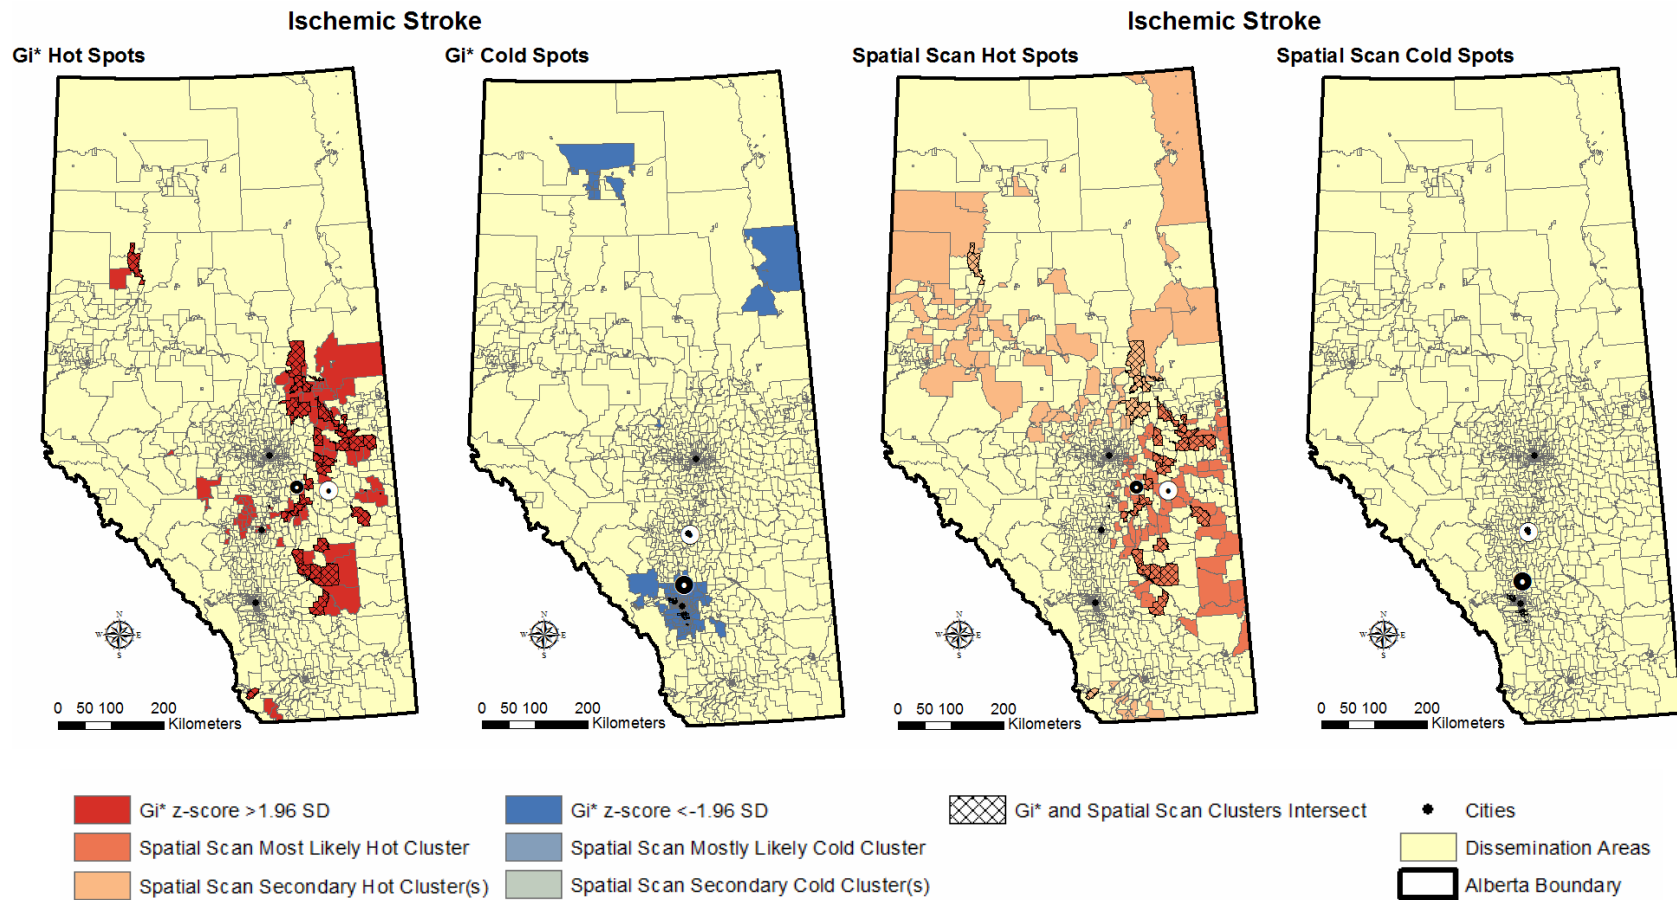 Ischemic Stroke
Ischemic Stroke
Gi* Hot Spots
Gi* Cold Spots
Spatial Scan Hot Spots
Spatial Scan Cold Spots
N
W E
S
N
W E
S
N
W E
S
N
W E
S
0 50 100 200
Kilometers
0 50 100 200
Kilometers
0 50 100 200
Kilometers
0 50 100 200
Kilometers
Gi* z-score >1.96 SD
Gi* z-score <-1.96 SD
Gi* and Spatial Scan Clusters Intersect
Cities
Spatial Scan Most Likely Hot Cluster
Spatial Scan Mostly Likely Cold Cluster
Dissemination Areas
Spatial Scan Secondary Hot Cluster(s)
Spatial Scan Secondary Cold Cluster(s)
Alberta Boundary